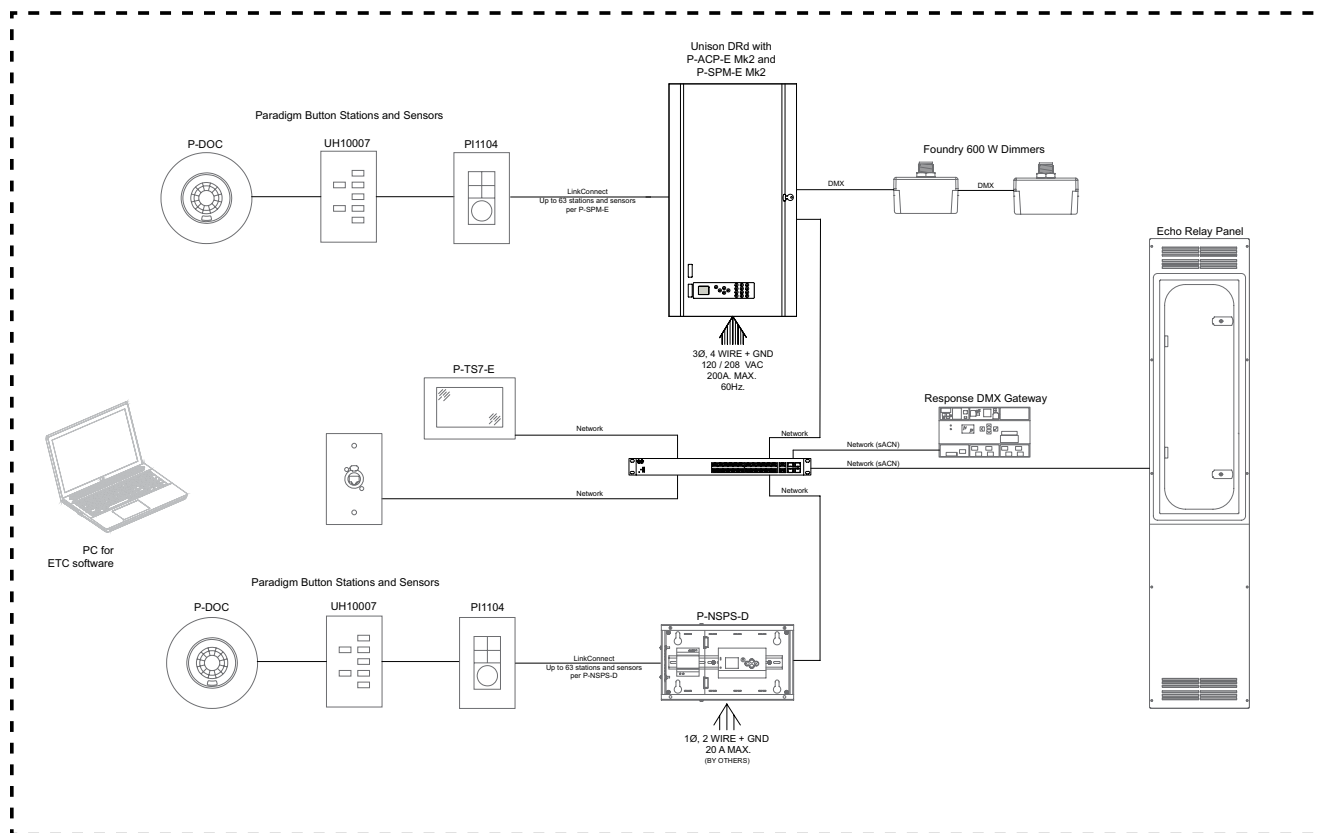 Unison DRd with
P-ACP-E Mk2 and
P-SPM-E Mk2
Paradigm Button Stations and Sensors
P-DOC
UH10007
PI1104
LinkConnect
Up to 63 stations and sensors
per P-SPM-E
Foundry 600 W Dimmers
DMX
DMX
Echo Relay Panel
3Ø, 4 WIRE + GND
120 / 208 VAC
200A. MAX.
60Hz.
P-TS7-E
Network
Network
Response DMX Gateway
Network (sACN)
Network (sACN)
Network
Network
PC for
ETC software
Paradigm Button Stations and Sensors
P-DOC
UH10007
PI1104
LinkConnect
Up to 63 stations and sensors
per P-NSPS-D
P-NSPS-D
1Ø, 2 WIRE + GND
20 A MAX.
(BY OTHERS)